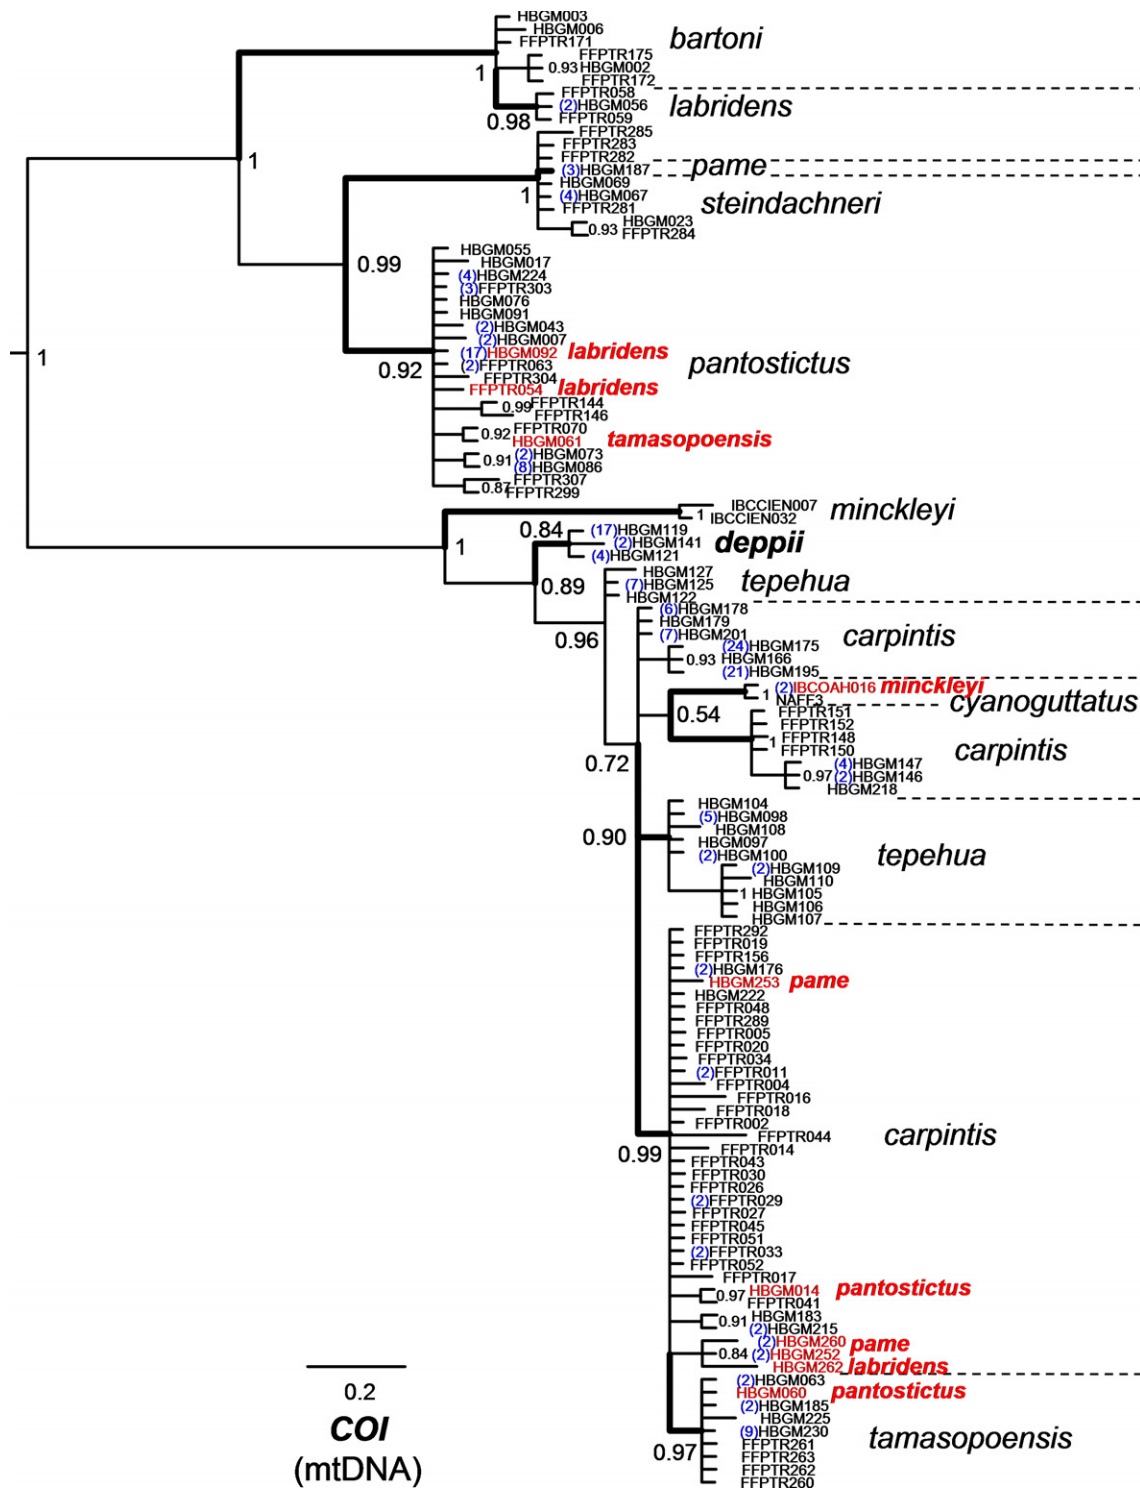 HBGM003
HBGM006
FFPTR171
bartoni
FFPTR175
1
0.93 HBGM002
FFPTR172
FFPTR058
(2)HBGM056
labridens
0.98
FFPTR059
FFPTR285
FFPTR283
1
FFPTR282
(3)HBGM187
pame
HBGM069
1
(4)HBGM067
steindachneri
FFPTR281
HBGM023
0.93
FFPTR284
HBGM055
0.99
HBGM017
(4)HBGM224
(3)FFPTR303
HBGM076
HBGM091
(2)HBGM043
(2)HBGM007
1
(17)HBGM092 labridens
0.92
(2)FFPTR063
pantostictus
FFPTR304
FFPTR054 labridens
0.99 FFPTR144
FFPTR146
FFPTR070
0.92
HBGM061 tamasopoensis
(2)HBGM073
0.91
(8)HBGM086
FFPTR307
0.87
FFPTR299
IBCCIEN007
1
IBCCIEN032
minckleyi
0.84
(17)HBGM119
1
(2)HBGM141
deppii
(4)HBGM121
HBGM127
0.89
(7)HBGM125
tepehua
HBGM122
(6)HBGM178
HBGM179
0.96
(7)HBGM201
carpintis
(24)HBGM175
0.93 HBGM166
(21)HBGM195
(2)IBCOAH016 minckleyi
1
NAFF3
cyanoguttatus
0.54
FFPTR151
FFPTR152
FFPTR148
1
FFPTR150
carpintis
0.72
(4)HBGM147
0.97 (2)HBGM146
HBGM218
HBGM104
(5)HBGM098
HBGM108
0.90
HBGM097
(2)HBGM100
tepehua
(2)HBGM109
HBGM110
1 HBGM105
HBGM106
HBGM107
FFPTR292
FFPTR019
FFPTR156
(2)HBGM176
HBGM253 pame
HBGM222
FFPTR048
FFPTR289
FFPTR005
FFPTR020
FFPTR034
(2)FFPTR011
FFPTR004
FFPTR016
FFPTR018
FFPTR002
FFPTR044
carpintis
0.99
FFPTR014
FFPTR043
FFPTR030
FFPTR026
(2)FFPTR029
FFPTR027
FFPTR045
FFPTR051
(2)FFPTR033
FFPTR052
FFPTR017
0.97 HBGM014 pantostictus
FFPTR041
HBGM183
0.91
(2)HBGM215
(2)HBGM260 pame
0.84 (2)HBGM252
HBGM262 labridens
(2)HBGM063
HBGM060 pantostictus
(2)HBGM185
HBGM225
(9)HBGM230
tamasopoensis
0.97
FFPTR261
FFPTR263
FFPTR262
FFPTR260
0.2
COI
(mtDNA)